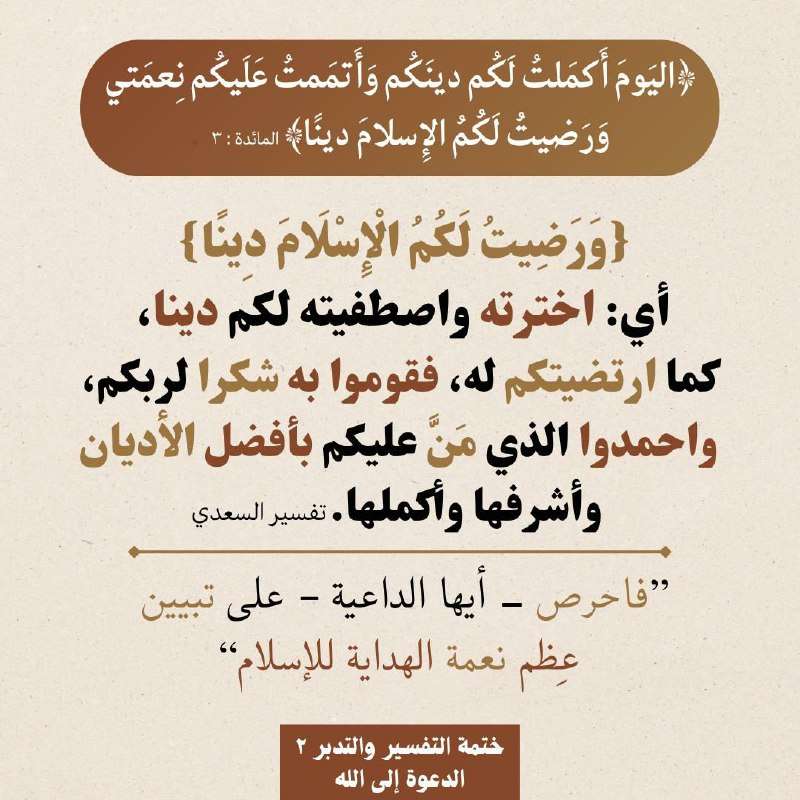 ﴿اليَومَ أَكمَلتُ لَكُم دينَكُم وَأَتمَمتُ عَلَيكُم نِعمَتي
وَرَضيتُ لَكُمُ الإِسلامَ دينًا﴾ المائدة : ٣
{وَرَضِيتُ لَكُمُ الْإِسْلَامَ دِينًا}
أي: اخترته واصطفيته لكم دينا،
كما ارتضيتكم له، فقوموا به شكرا لربكم،
واحمدوا الذي مَنَّ عليكم بأفضل الأديان
وأشرفها وأكملها. تفسير السعدي
”فاحرص – أيها الداعية – على تبيين
عِظم نعمة الهداية للإسلام“
ختمة التفسير والتدبر ٢
الدعوة إلى الله